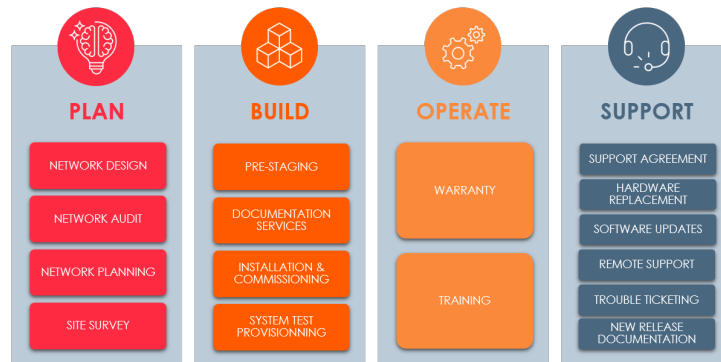 PLAN
NETWORK DESIGN
NETWORK AUDIT
NETWORK PLANNING
SITE SURVEY
BUILD
PRE-STAGING
DOCUMENTATION
SERVICES
INSTALLATION &
COMMISSIONING
SYSTEM TEST
PROVISIONNING
OPERATE
WARRANTY
TRAINING
SUPPORT
SUPPORT AGREEMENT
HARDWARE
REPLACEMENT
SOFTWARE UPDATES
REMOTE SUPPORT
TROUBLE TICKETING
NEW RELEASE
DOCUMENTATION